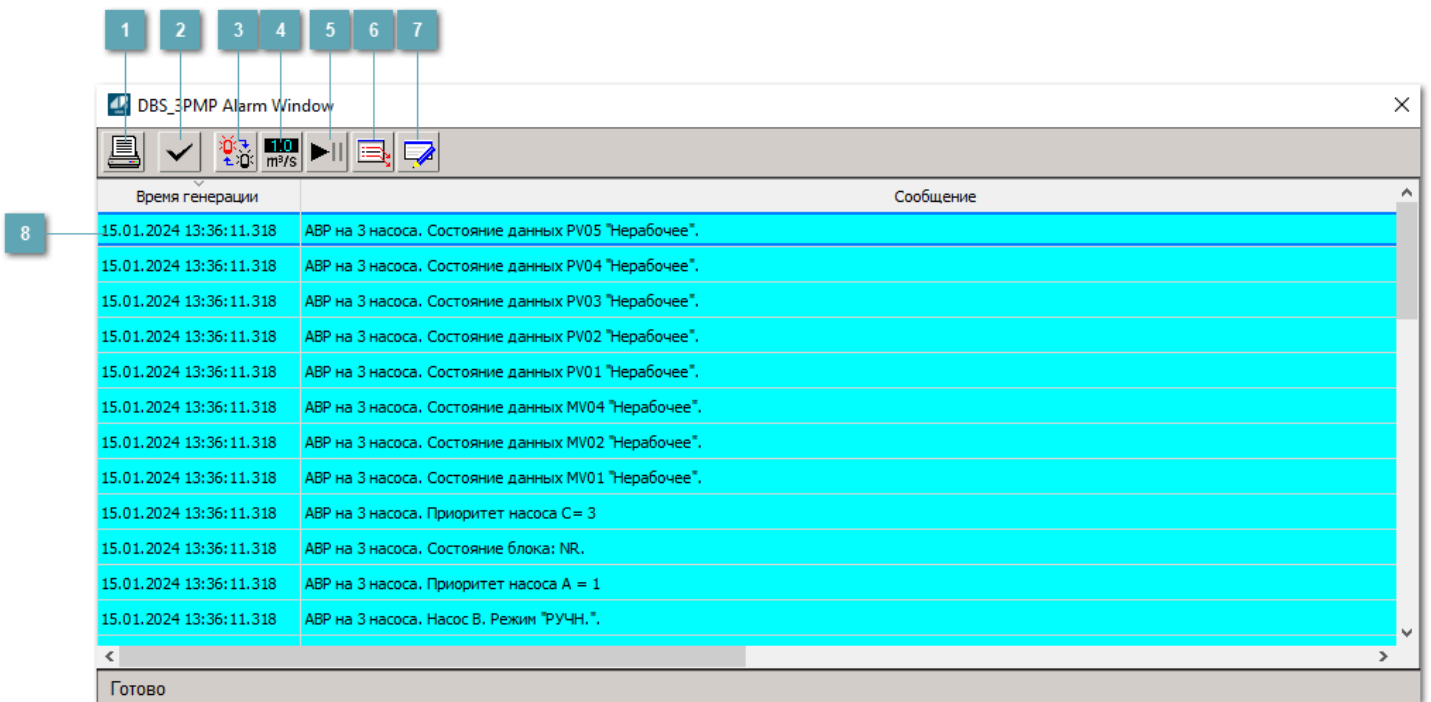 1 2 3 4 5 6 7
DBS_3PMP Alarm Window
1.0
m³/s
Время генерации Сообщение
8
15.01.2024 13:36:11.318 АВР на 3 насоса. Состояние данных PV05 "Нерабочее".
15.01.2024 13:36:11.318 АВР на 3 насоса. Состояние данных PV04 "Нерабочее".
15.01.2024 13:36:11.318 АВР на 3 насоса. Состояние данных PV03 "Нерабочее".
15.01.2024 13:36:11.318 АВР на 3 насоса. Состояние данных PV02 "Нерабочее".
15.01.2024 13:36:11.318 АВР на 3 насоса. Состояние данных PV01 "Нерабочее".
15.01.2024 13:36:11.318 АВР на 3 насоса. Состояние данных MV04 "Нерабочее".
15.01.2024 13:36:11.318 АВР на 3 насоса. Состояние данных MV02 "Нерабочее".
15.01.2024 13:36:11.318 АВР на 3 насоса. Состояние данных MV01 "Нерабочее".
15.01.2024 13:36:11.318 АВР на 3 насоса. Приоритет насоса C= 3
15.01.2024 13:36:11.318 АВР на 3 насоса. Состояние блока: NR.
15.01.2024 13:36:11.318 АВР на 3 насоса. Приоритет насоса A = 1
15.01.2024 13:36:11.318 АВР на 3 насоса. Насос B. Режим "РУЧН.".
Готово